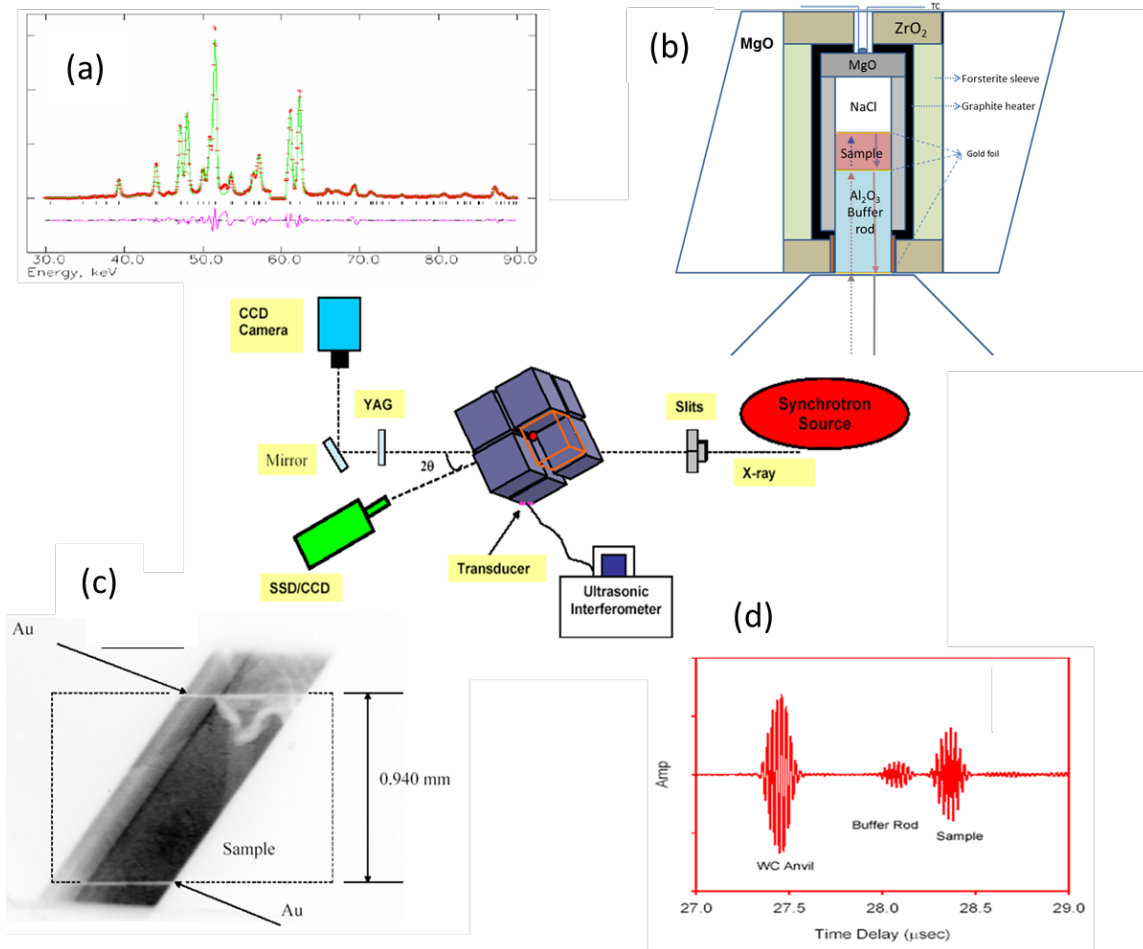 (a)
30.0 40.0 50.0 60.0 70.0 80.0 90.0
Energy, keV
(b)
TC
MgO
ZrO₂
MgO
NaCl
Sample
Al₂O₃
Buffer
rod
Forsterite sleeve
Graphite heater
Gold foil
CCD
Camera
YAG
Mirror
2θ
SSD/CCD
Transducer
Ultrasonic
Interferometer
Slits
X-ray
Synchrotron
Source
(c)
Au
0.940 mm
Sample
Au
(d)
Amp
WC Anvil
Buffer Rod
Sample
27.0 27.5 28.0 28.5 29.0
Time Delay (μsec)